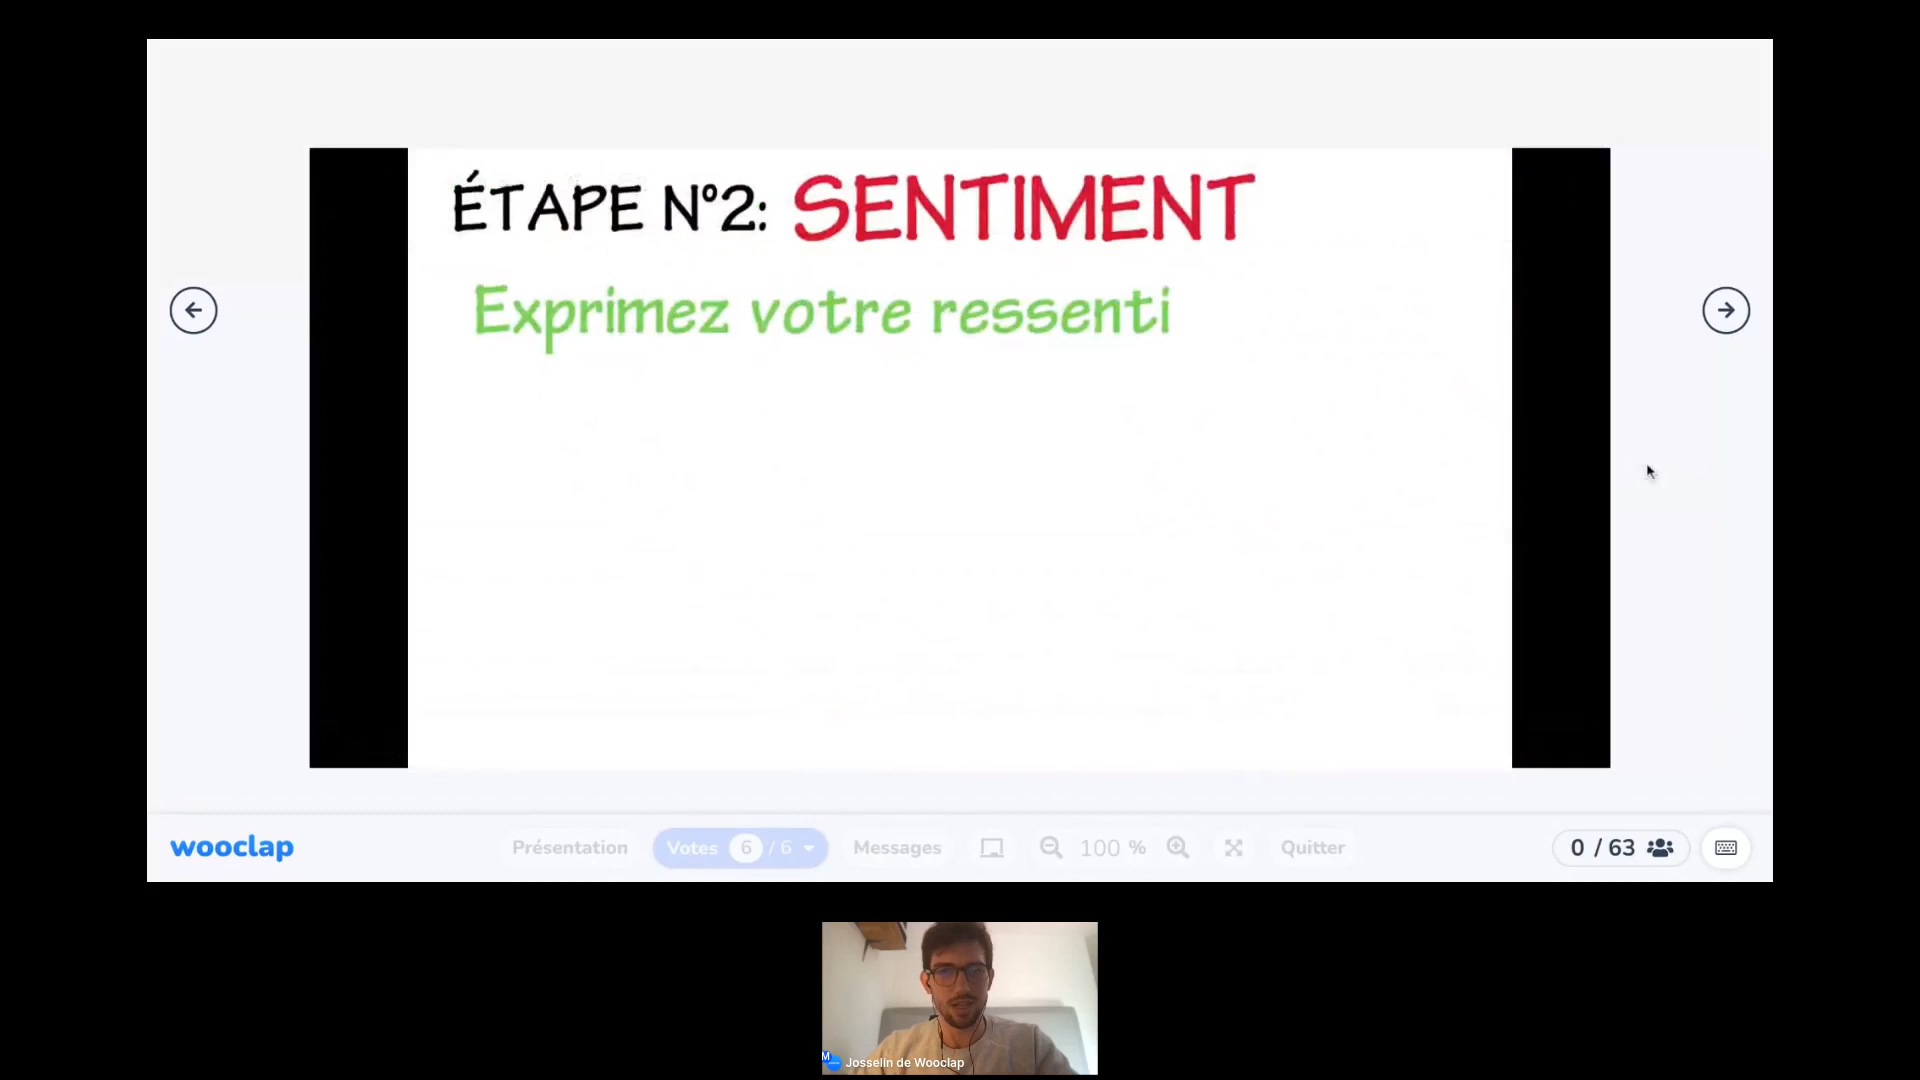 ÉTAPE N°2: SENTIMENT
Exprimez votre ressenti
wooclap
Présentation
Votes 6 / 6
Messages
100 %
Quitter
0 / 63
M
Josselin de Wooclap